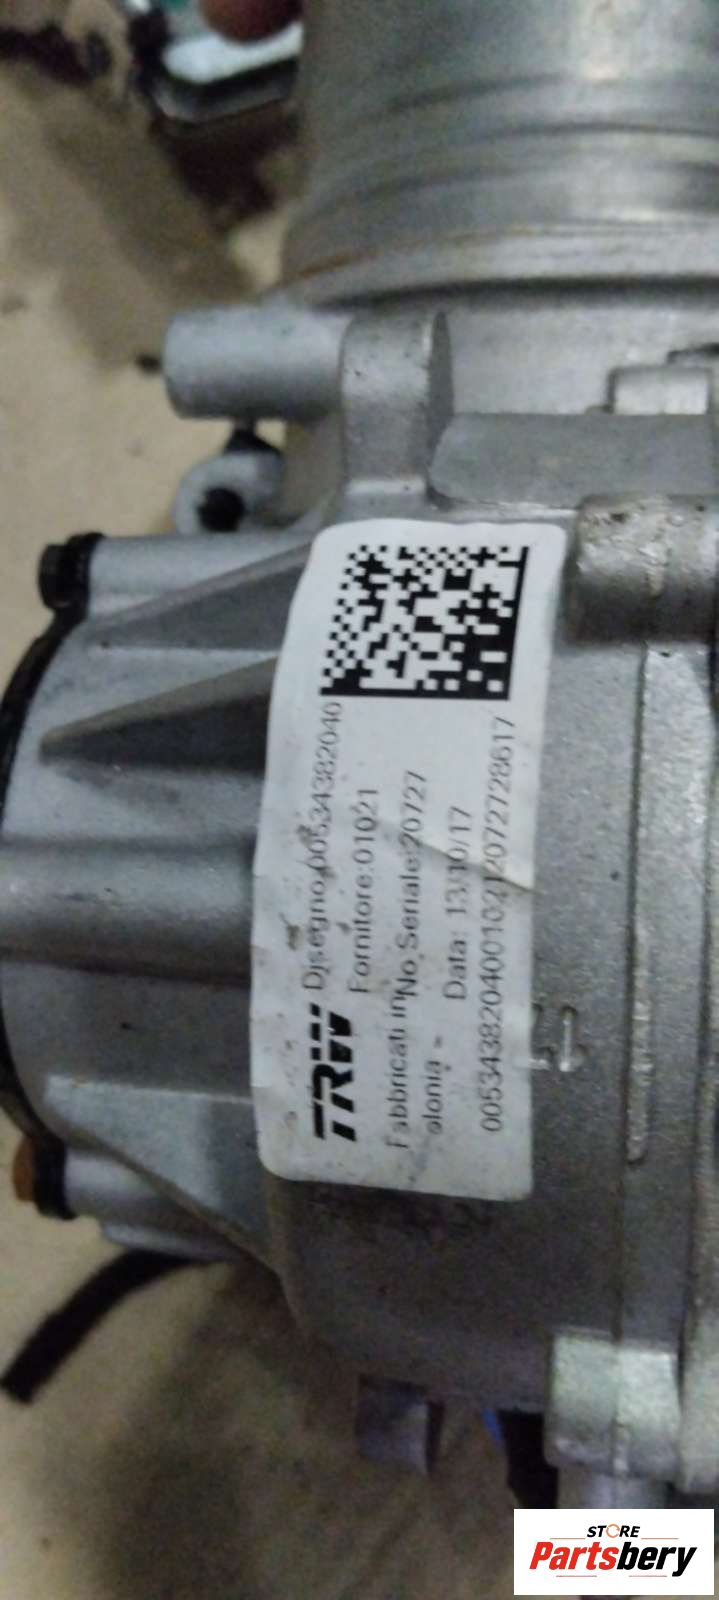 TRW
Disegno:00534382040
Fornitore:01021
Fabbricati in
No.Seriale:20727
olonia -
Data: 13/10/17
00534382040010212072728617
STORE
Partsbery